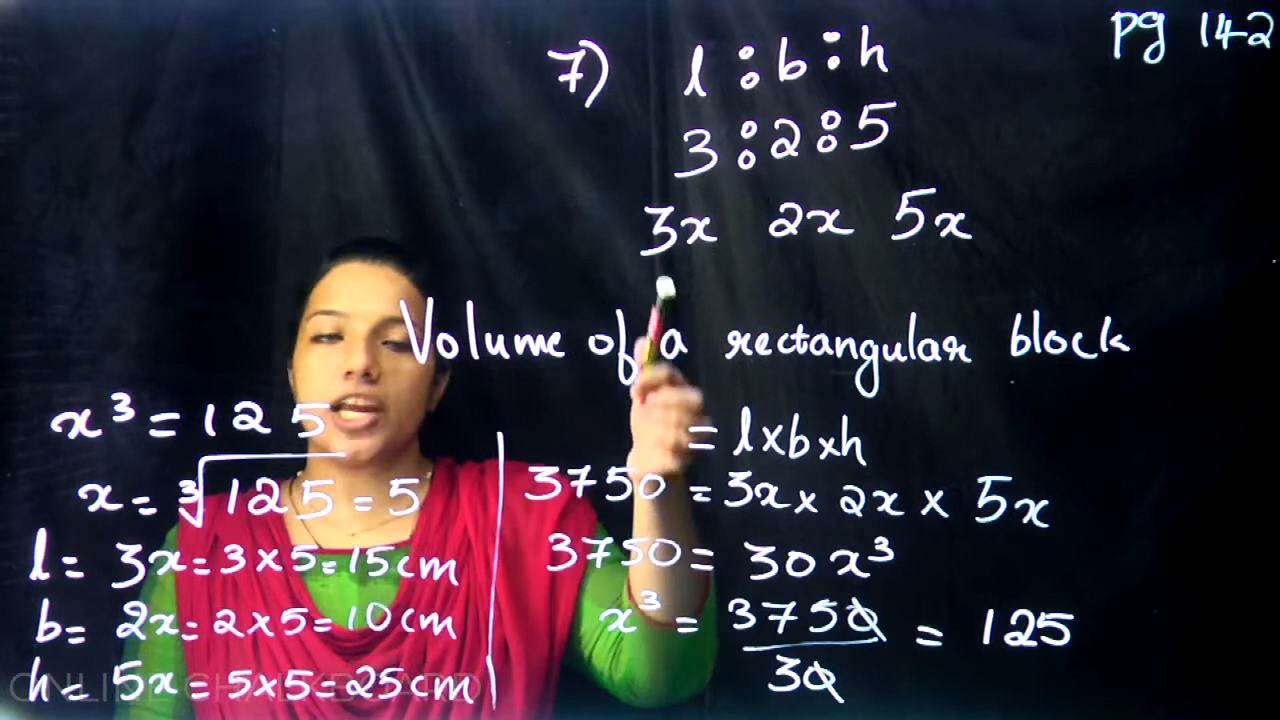 pg 142
7) l : b : h
3 : 2 : 5
3x 2x 5x
Volume of a rectangular block
= l×b×h
3750 = 3x × 2x × 5x
3750 = 30x³
x³ = 3750/30 = 125
x³ = 125
x = ∛125 = 5
l = 3x = 3×5 = 15cm
b = 2x = 2×5 = 10cm
h = 5x = 5×5 = 25cm
ONLINE CHALKBOARD